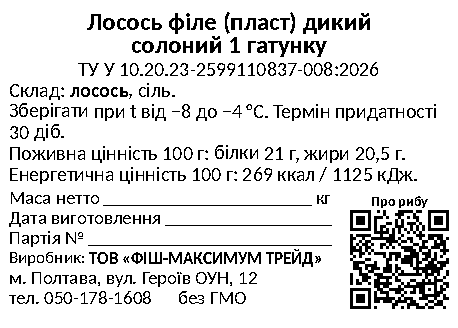 Лосось філе (пласт) дикий
солоний 1 гатунку
ТУ У 10.20.23-2599110837-008:2026
Склад: лосось, сіль.
Зберігати при t від –8 до –4 °С. Термін придатності
30 діб.
Поживна цінність 100 г: білки 21 г, жири 20,5 г.
Енергетична цінність 100 г: 269 ккал / 1125 кДж.
Маса нетто ______________________ кг
Дата виготовлення ________________
Партія № ________________________
Про рибу
Виробник: ТОВ «ФІШ-МАКСИМУМ ТРЕЙД»
м. Полтава, вул. Героїв ОУН, 12
тел. 050-178-1608 без ГМО